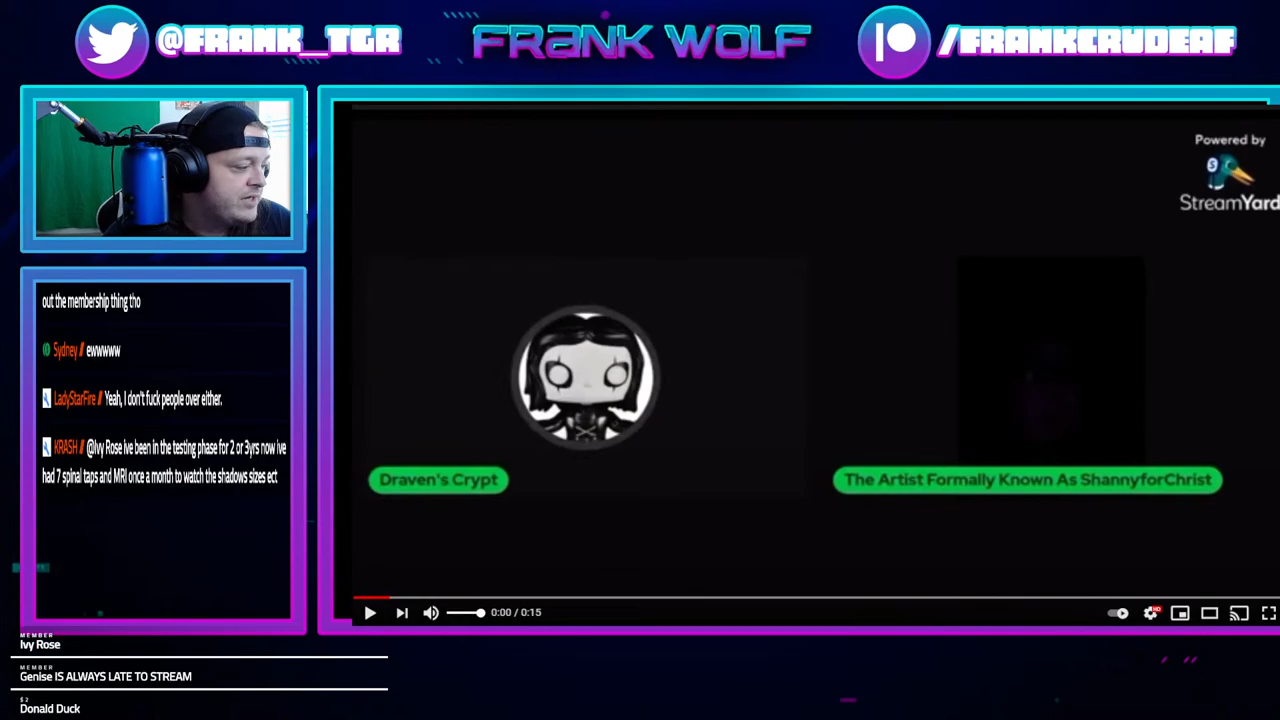 @FRANK_TGR
FRANK WOLF
/FRANKCRUDEAF
Powered by
StreamYard
out the membership thing tho
Sydney // ewwwww
LadyStarFire // Yeah, I don't fuck people over either.
KRASH // @Ivy Rose ive been in the testing phase for 2 or 3yrs now ive
had 7 spinal taps and MRI once a month to watch the shadows sizes ect
Draven's Crypt
The Artist Formally Known As ShannyforChrist
0:00 / 0:15
HD
MEMBER
Ivy Rose
MEMBER
Genise IS ALWAYS LATE TO STREAM
$2
Donald Duck